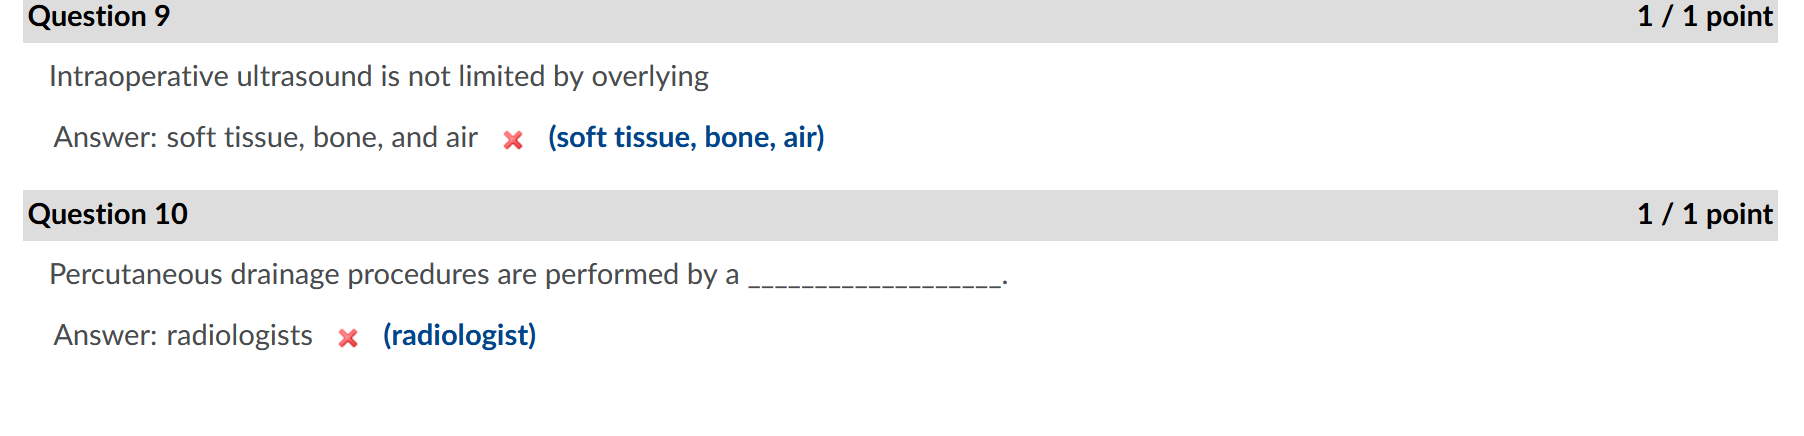 Question 9 1 / 1 point
Intraoperative ultrasound is not limited by overlying
Answer: soft tissue, bone, and air (soft tissue, bone, air)
Question 10 1 / 1 point
Percutaneous drainage procedures are performed by a ___________________.
Answer: radiologists (radiologist)